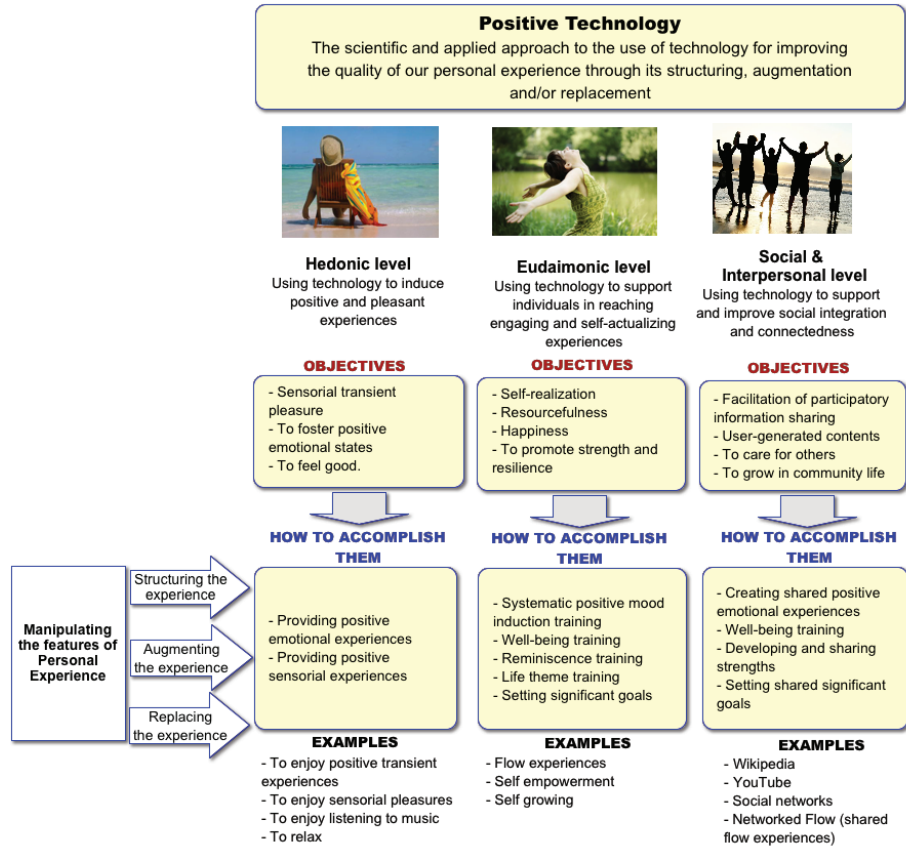 Positive Technology
The scientific and applied approach to the use of technology for improving
the quality of our personal experience through its structuring, augmentation
and/or replacement
Hedonic level
Using technology to induce
positive and pleasant
experiences
Eudaimonic level
Using technology to support
individuals in reaching
engaging and self-actualizing
experiences
Social &
Interpersonal level
Using technology to support
and improve social integration
and connectedness
OBJECTIVES
- Sensorial transient
pleasure
- To foster positive
emotional states
- To feel good.
OBJECTIVES
- Self-realization
- Resourcefulness
- Happiness
- To promote strength and
resilience
OBJECTIVES
- Facilitation of participatory
information sharing
- User-generated contents
- To care for others
- To grow in community life
Manipulating
the features of
Personal
Experience
Structuring the
experience
Augmenting
the experience
Replacing
the experience
HOW TO ACCOMPLISH
THEM
- Providing positive
emotional experiences
- Providing positive
sensorial experiences
HOW TO ACCOMPLISH
THEM
- Systematic positive mood
induction training
- Well-being training
- Reminiscence training
- Life theme training
- Setting significant goals
HOW TO ACCOMPLISH
THEM
- Creating shared positive
emotional experiences
- Well-being training
- Developing and sharing
strengths
- Setting shared significant
goals
EXAMPLES
- To enjoy positive transient
experiences
- To enjoy sensorial pleasures
- To enjoy listening to music
- To relax
EXAMPLES
- Flow experiences
- Self empowerment
- Self growing
EXAMPLES
- Wikipedia
- YouTube
- Social networks
- Networked Flow (shared
flow experiences)